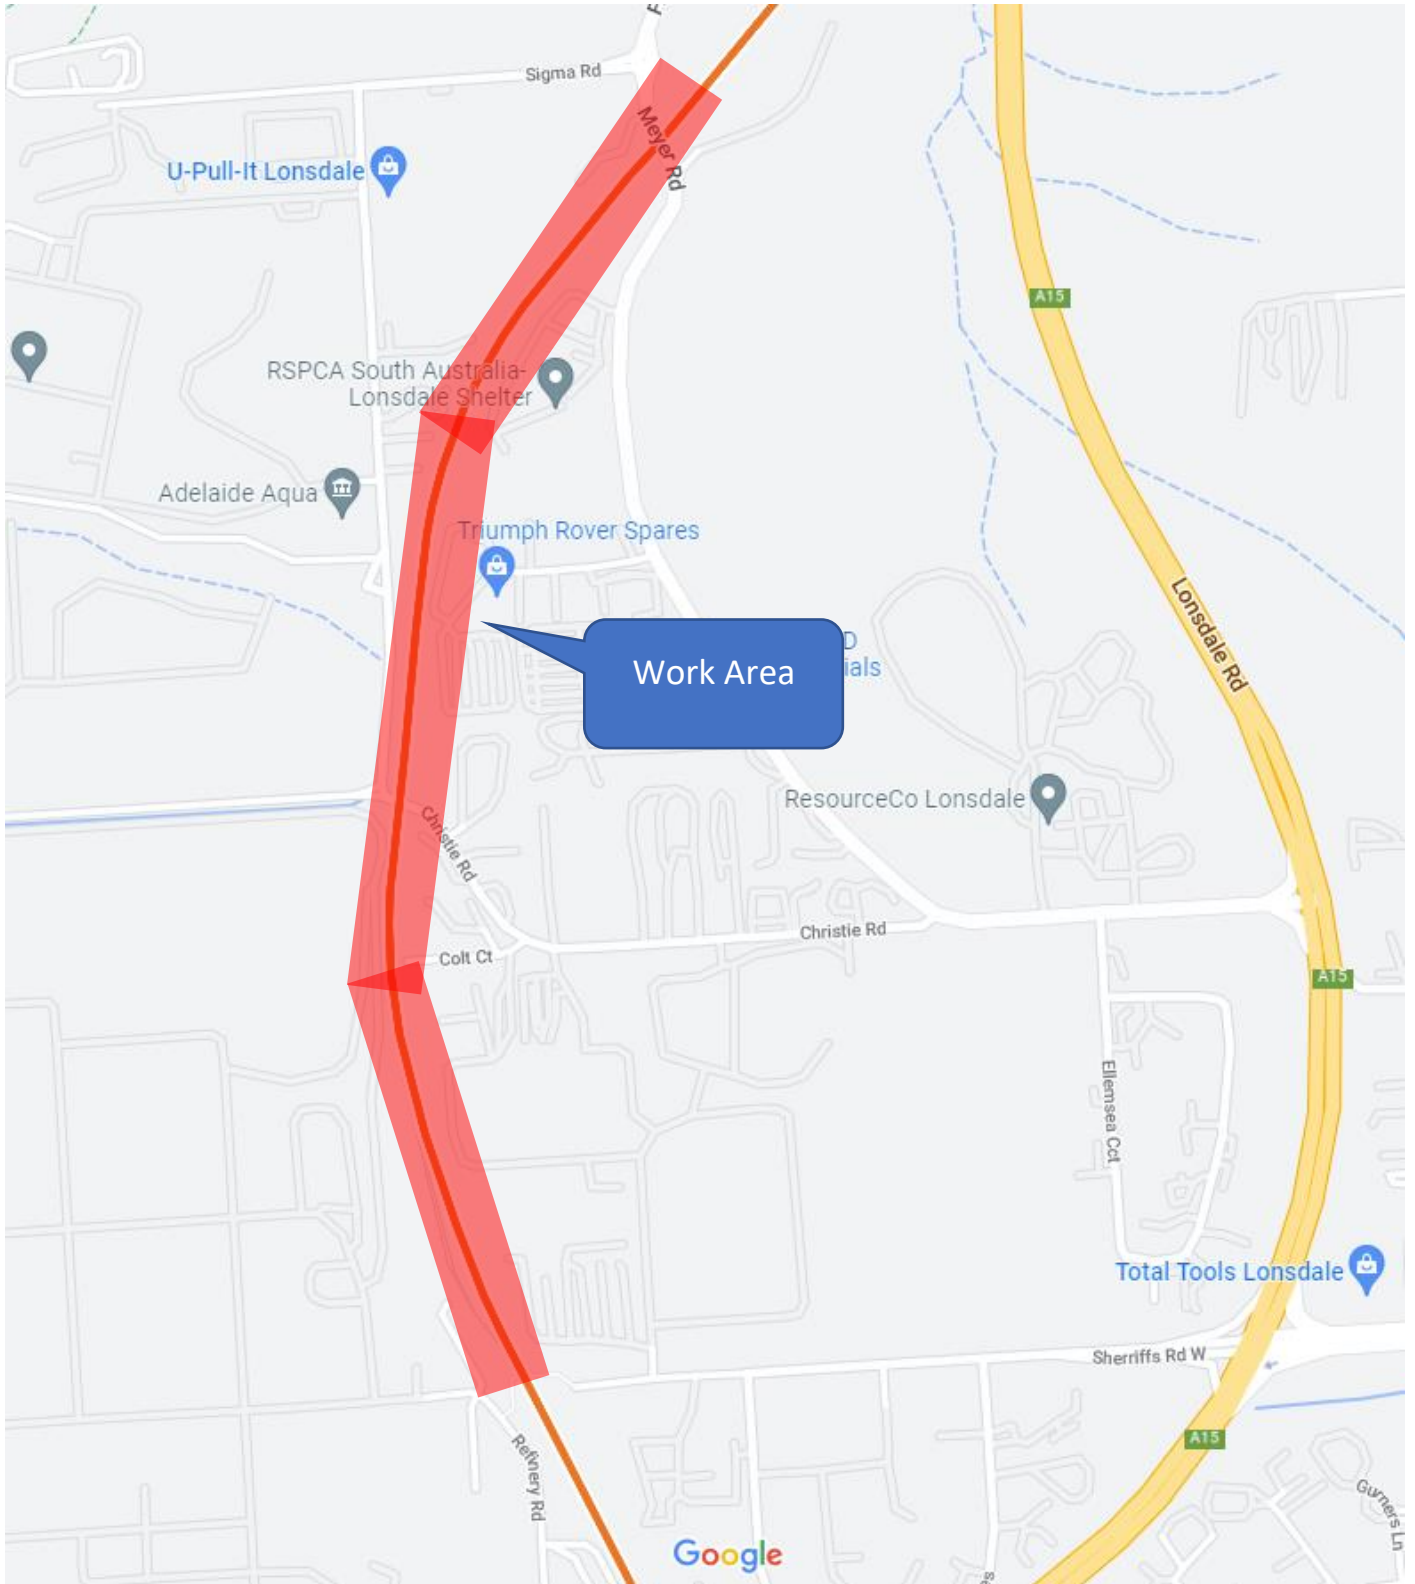 Sigma Rd
Meyer Rd
U-Pull-It Lonsdale
A15
RSPCA South Australia-
Lonsdale Shelter
Adelaide Aqua
Triumph Rover Spares
Lonsdale Rd
Work Area
D
ials
ResourceCo Lonsdale
Christie Rd
Christie Rd
Colt Ct
A15
Ellemsea Cct
Total Tools Lonsdale
Sherriffs Rd W
A15
Refinery Rd
Gurners Ln
Google